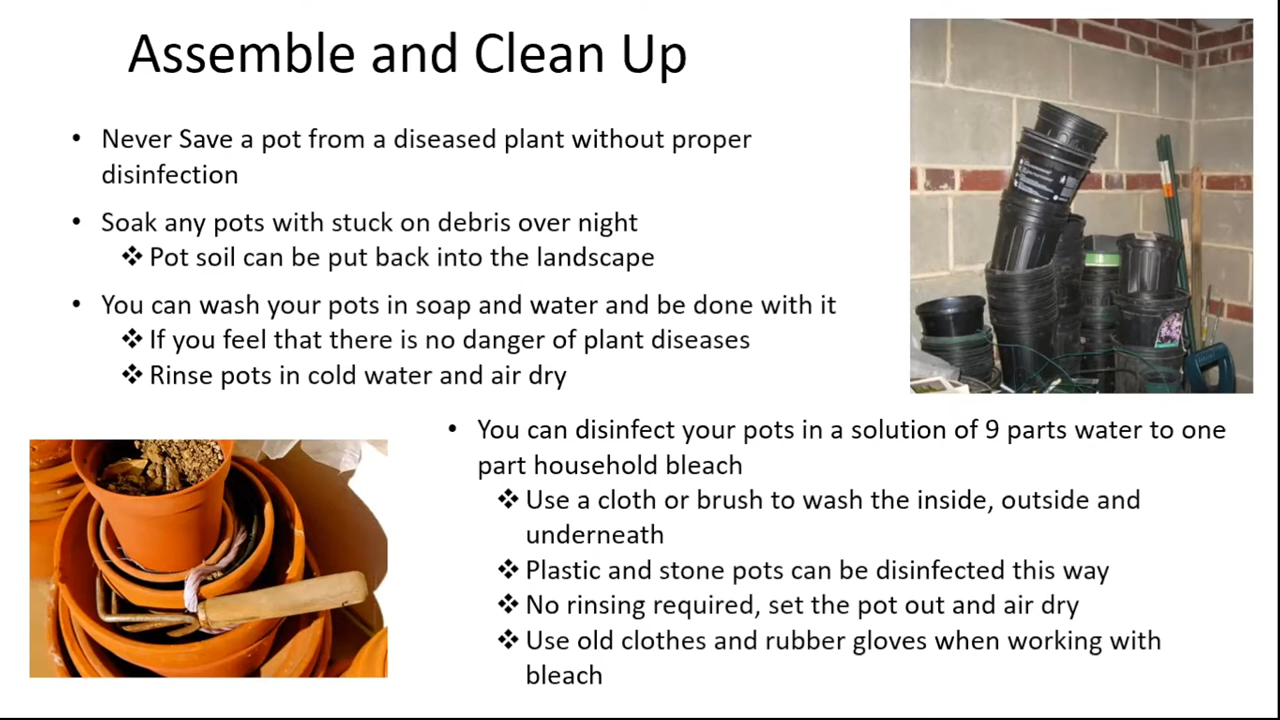 Assemble and Clean Up
• Never Save a pot from a diseased plant without proper
disinfection
• Soak any pots with stuck on debris over night
❖ Pot soil can be put back into the landscape
• You can wash your pots in soap and water and be done with it
❖ If you feel that there is no danger of plant diseases
❖ Rinse pots in cold water and air dry
• You can disinfect your pots in a solution of 9 parts water to one
part household bleach
❖ Use a cloth or brush to wash the inside, outside and
underneath
❖ Plastic and stone pots can be disinfected this way
❖ No rinsing required, set the pot out and air dry
❖ Use old clothes and rubber gloves when working with
bleach